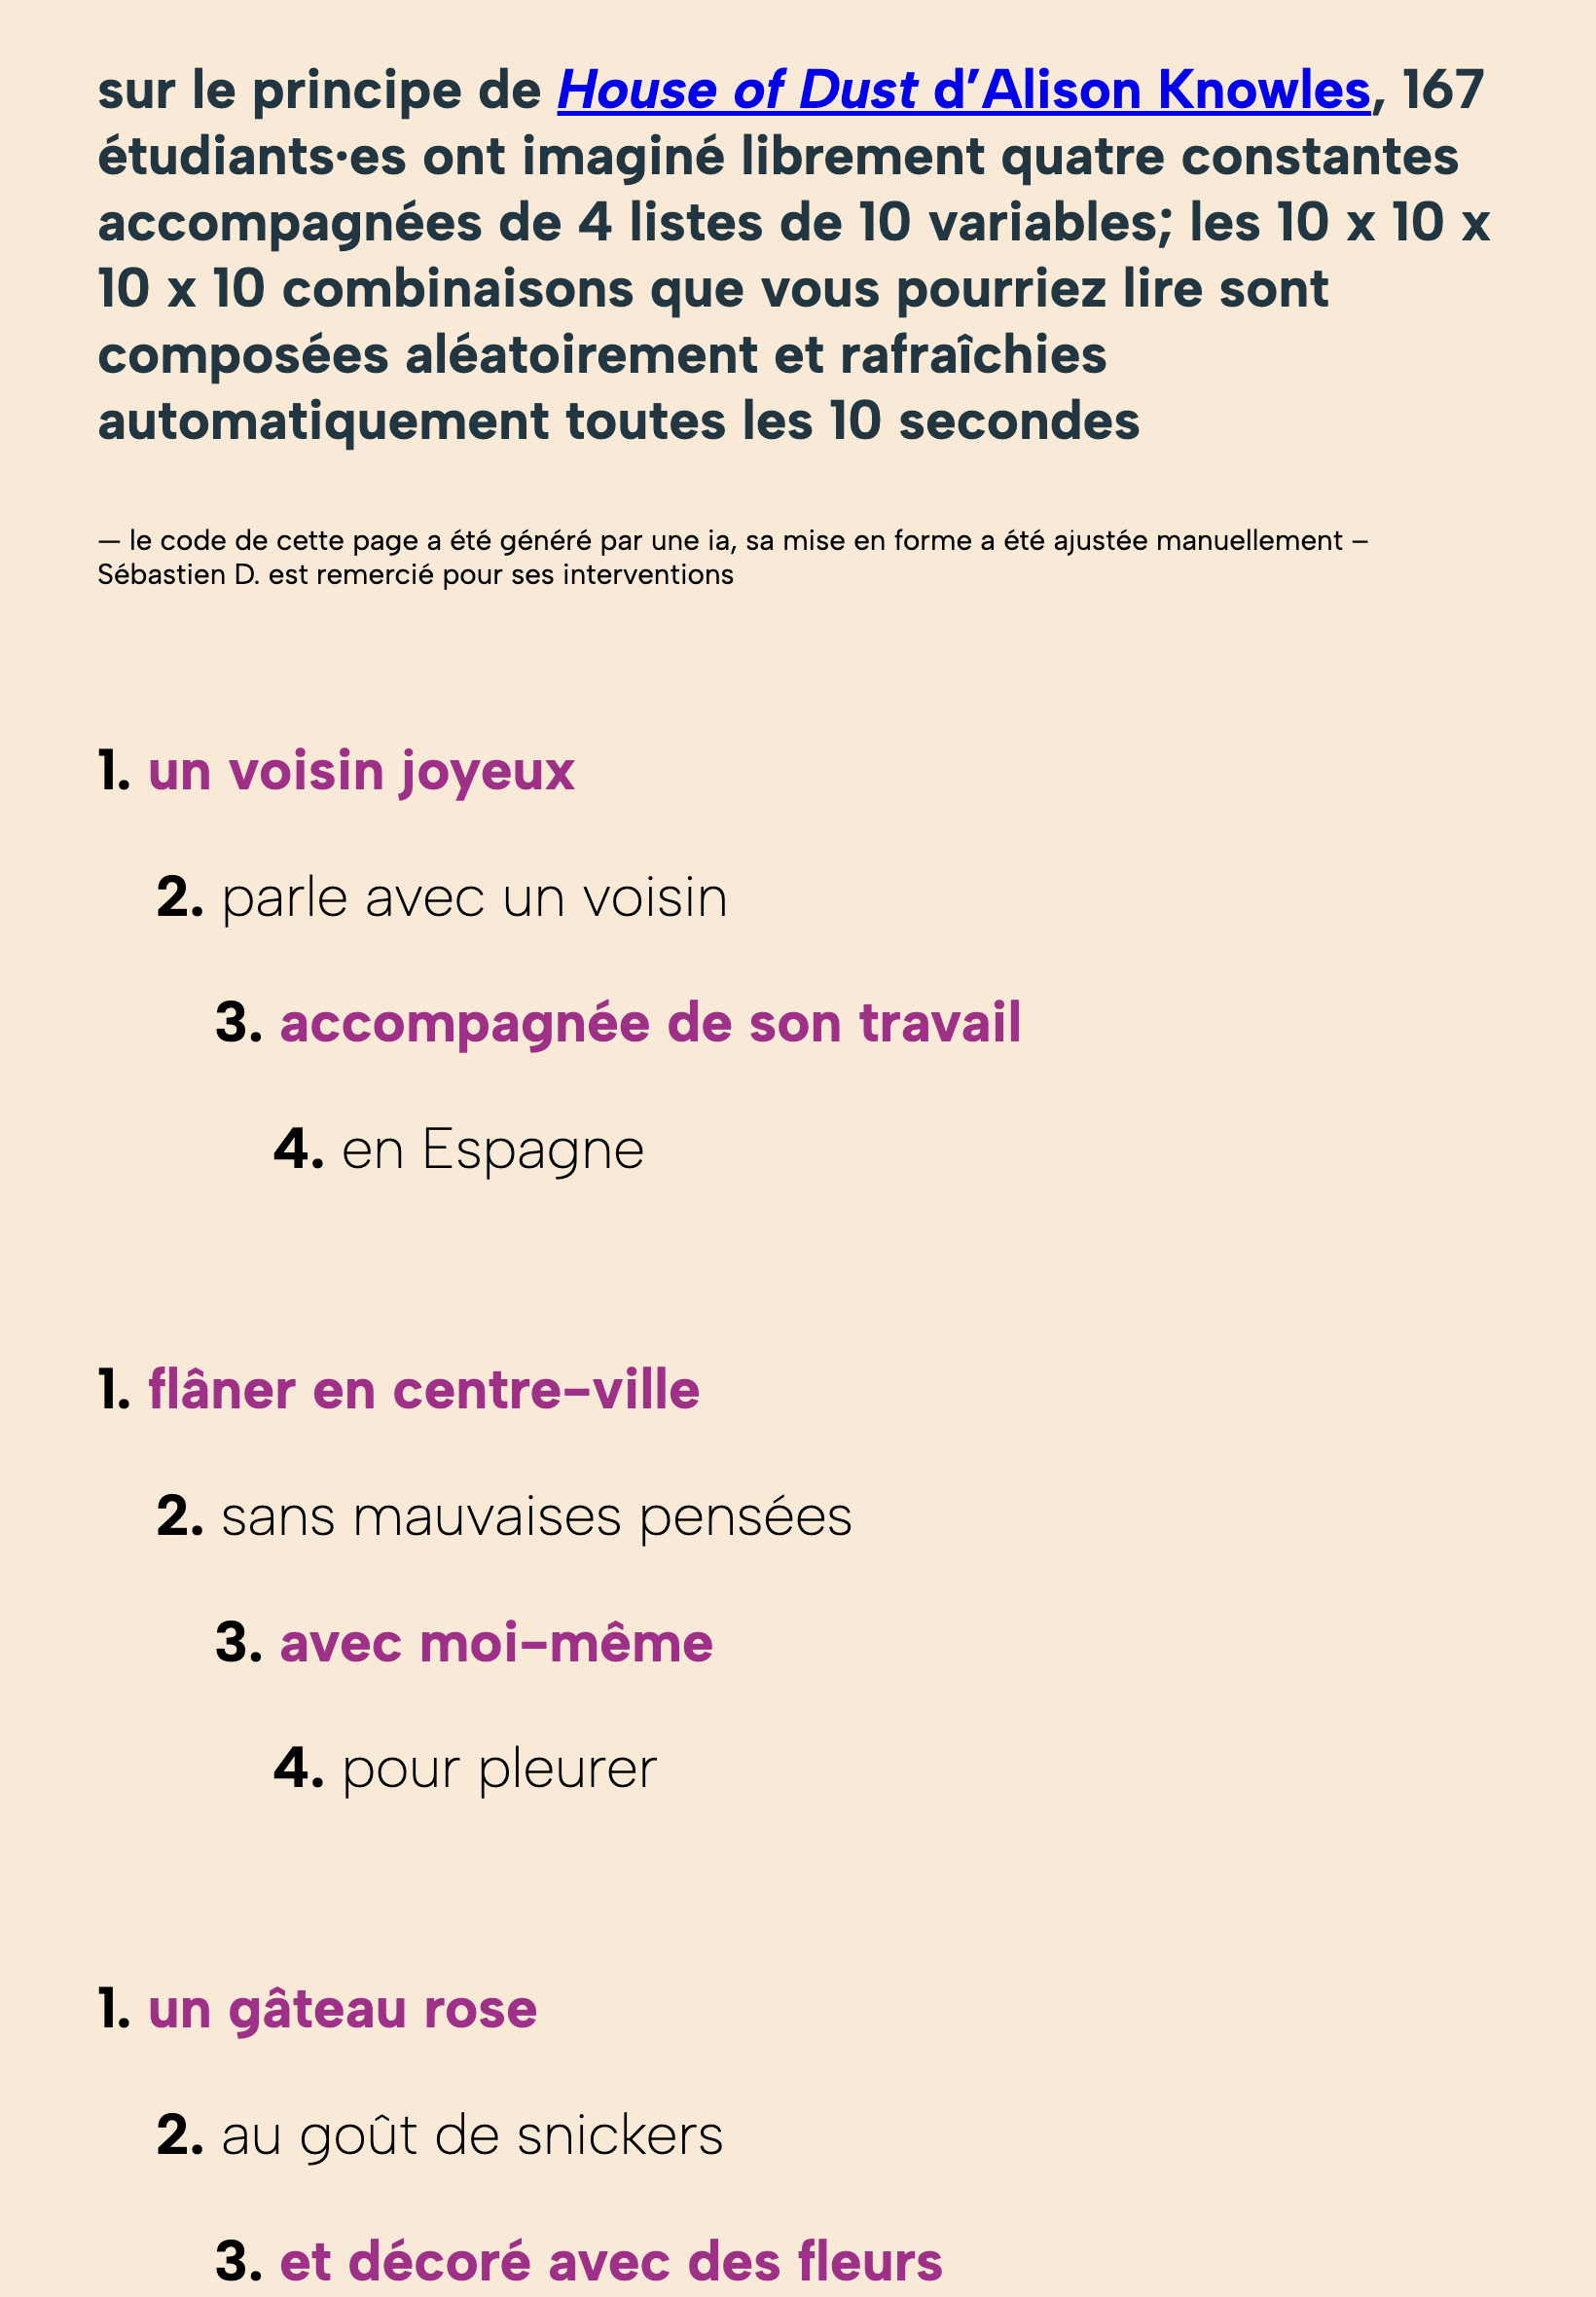 sur le principe de House of Dust d’Alison Knowles, 167
étudiants·es ont imaginé librement quatre constantes
accompagnées de 4 listes de 10 variables; les 10 x 10 x
10 x 10 combinaisons que vous pourriez lire sont
composées aléatoirement et rafraîchies
automatiquement toutes les 10 secondes
— le code de cette page a été généré par une ia, sa mise en forme a été ajustée manuellement –
Sébastien D. est remercié pour ses interventions
1. un voisin joyeux
2. parle avec un voisin
3. accompagnée de son travail
4. en Espagne
1. flâner en centre-ville
2. sans mauvaises pensées
3. avec moi-même
4. pour pleurer
1. un gâteau rose
2. au goût de snickers
3. et décoré avec des fleurs